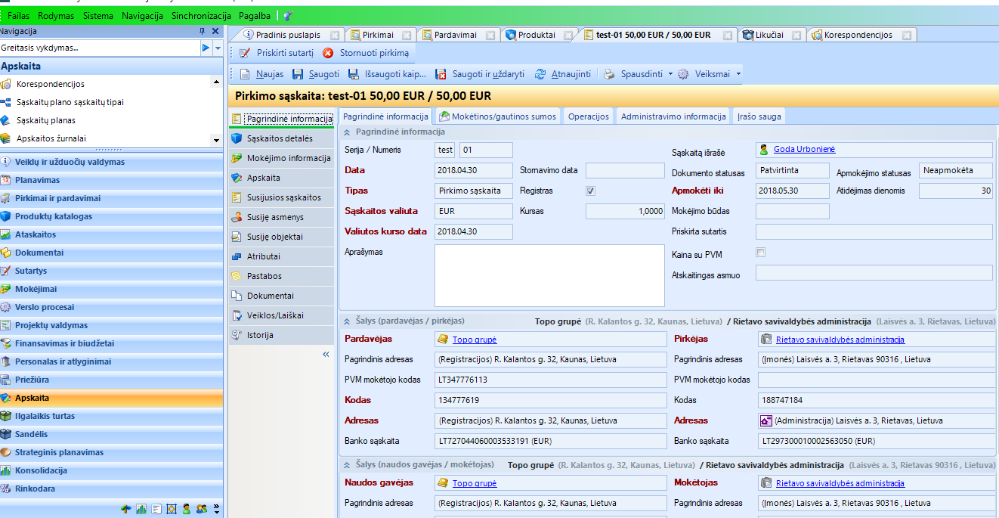 Failas Rodymas Sistema Navigacija Sinchronizacija Pagalba
Navigacija
Greitasis vykdymas...
Apskaita
Korespondencijos
Sąskaitų plano sąskaitų tipai
Sąskaitų planas
Apskaitos žurnalai
Veiklų ir užduočių valdymas
Planavimas
Pirkimai ir pardavimai
Produktų katalogas
Ataskaitos
Dokumentai
Sutartys
Mokėjimai
Verslo procesai
Projektų valdymas
Finansavimas ir biudžetai
Personalas ir atlyginimai
Priežiūra
Apskaita
Ilgalaikis turtas
Sandėlis
Strateginis planavimas
Konsolidacija
Rinkodara
Pradinis puslapis Pirkimai Pardavimai Produktai test-01 50,00 EUR / 50,00 EUR Likučiai Korespondencijos
Priskirti sutartį Stornuoti pirkimą
Naujas Saugoti Išsaugoti kaip... Saugoti ir uždaryti Atnaujinti Spausdinti Veiksmai
Pirkimo sąskaita: test-01 50,00 EUR / 50,00 EUR
Pagrindinė informacija
Sąskaitos detalės
Mokėjimo informacija
Apskaita
Susijusios sąskaitos
Susiję asmenys
Susiję objektai
Atributai
Pastabos
Dokumentai
Veiklos/Laiškai
Istorija
Pagrindinė informacija Mokėtinos/gautinos sumos Operacijos Administravimo informacija Įrašo sauga
Pagrindinė informacija
Serija / Numeris test 01 Sąskaitą išrašė Goda Urbonienė
Data 2018.04.30 Stornavimo data Dokumento statusas Patvirtinta Apmokėjimo statusas Neapmokėta
Tipas Pirkimo sąskaita Registras Apmokėti iki 2018.05.30 Atidėjimas dienomis 30
Sąskaitos valiuta EUR Kursas 1,0000 Mokėjimo būdas
Valiutos kurso data 2018.04.30 Priskirta sutartis
Aprašymas Kaina su PVM
Atskaitingas asmuo
Šalys (pardavėjas / pirkėjas) Topo grupė (R. Kalantos g. 32, Kaunas, Lietuva) / Rietavo savivaldybės administracija (Laisvės a. 3, Rietavas, Lietuva)
Pardavėjas Topo grupė Pirkėjas Rietavo savivaldybės administracija
Pagrindinis adresas (Registracijos) R. Kalantos g. 32, Kaunas, Lietuva Pagrindinis adresas (Įmonės) Laisvės a. 3, Rietavas 90316 , Lietuva
PVM mokėtojo kodas LT347776113 PVM mokėtojo kodas
Kodas 134777619 Kodas 188747184
Adresas (Registracijos) R. Kalantos g. 32, Kaunas, Lietuva Adresas (Administracija) Laisvės a. 3, Rietavas, Lietuva
Banko sąskaita LT727044060003533191 (EUR) Banko sąskaita LT297300010002563050 (EUR)
Šalys (naudos gavėjas / mokėtojas) Topo grupė (R. Kalantos g. 32, Kaunas, Lietuva) / Rietavo savivaldybės administracija (Laisvės a. 3, Rietavas 90316 , Lietuva)
Naudos gavėjas Topo grupė Mokėtojas Rietavo savivaldybės administracija
Pagrindinis adresas (Registracijos) R. Kalantos g. 32, Kaunas, Lietuva Pagrindinis adresas (Įmonės) Laisvės a. 3, Rietavas 90316 , Lietuva